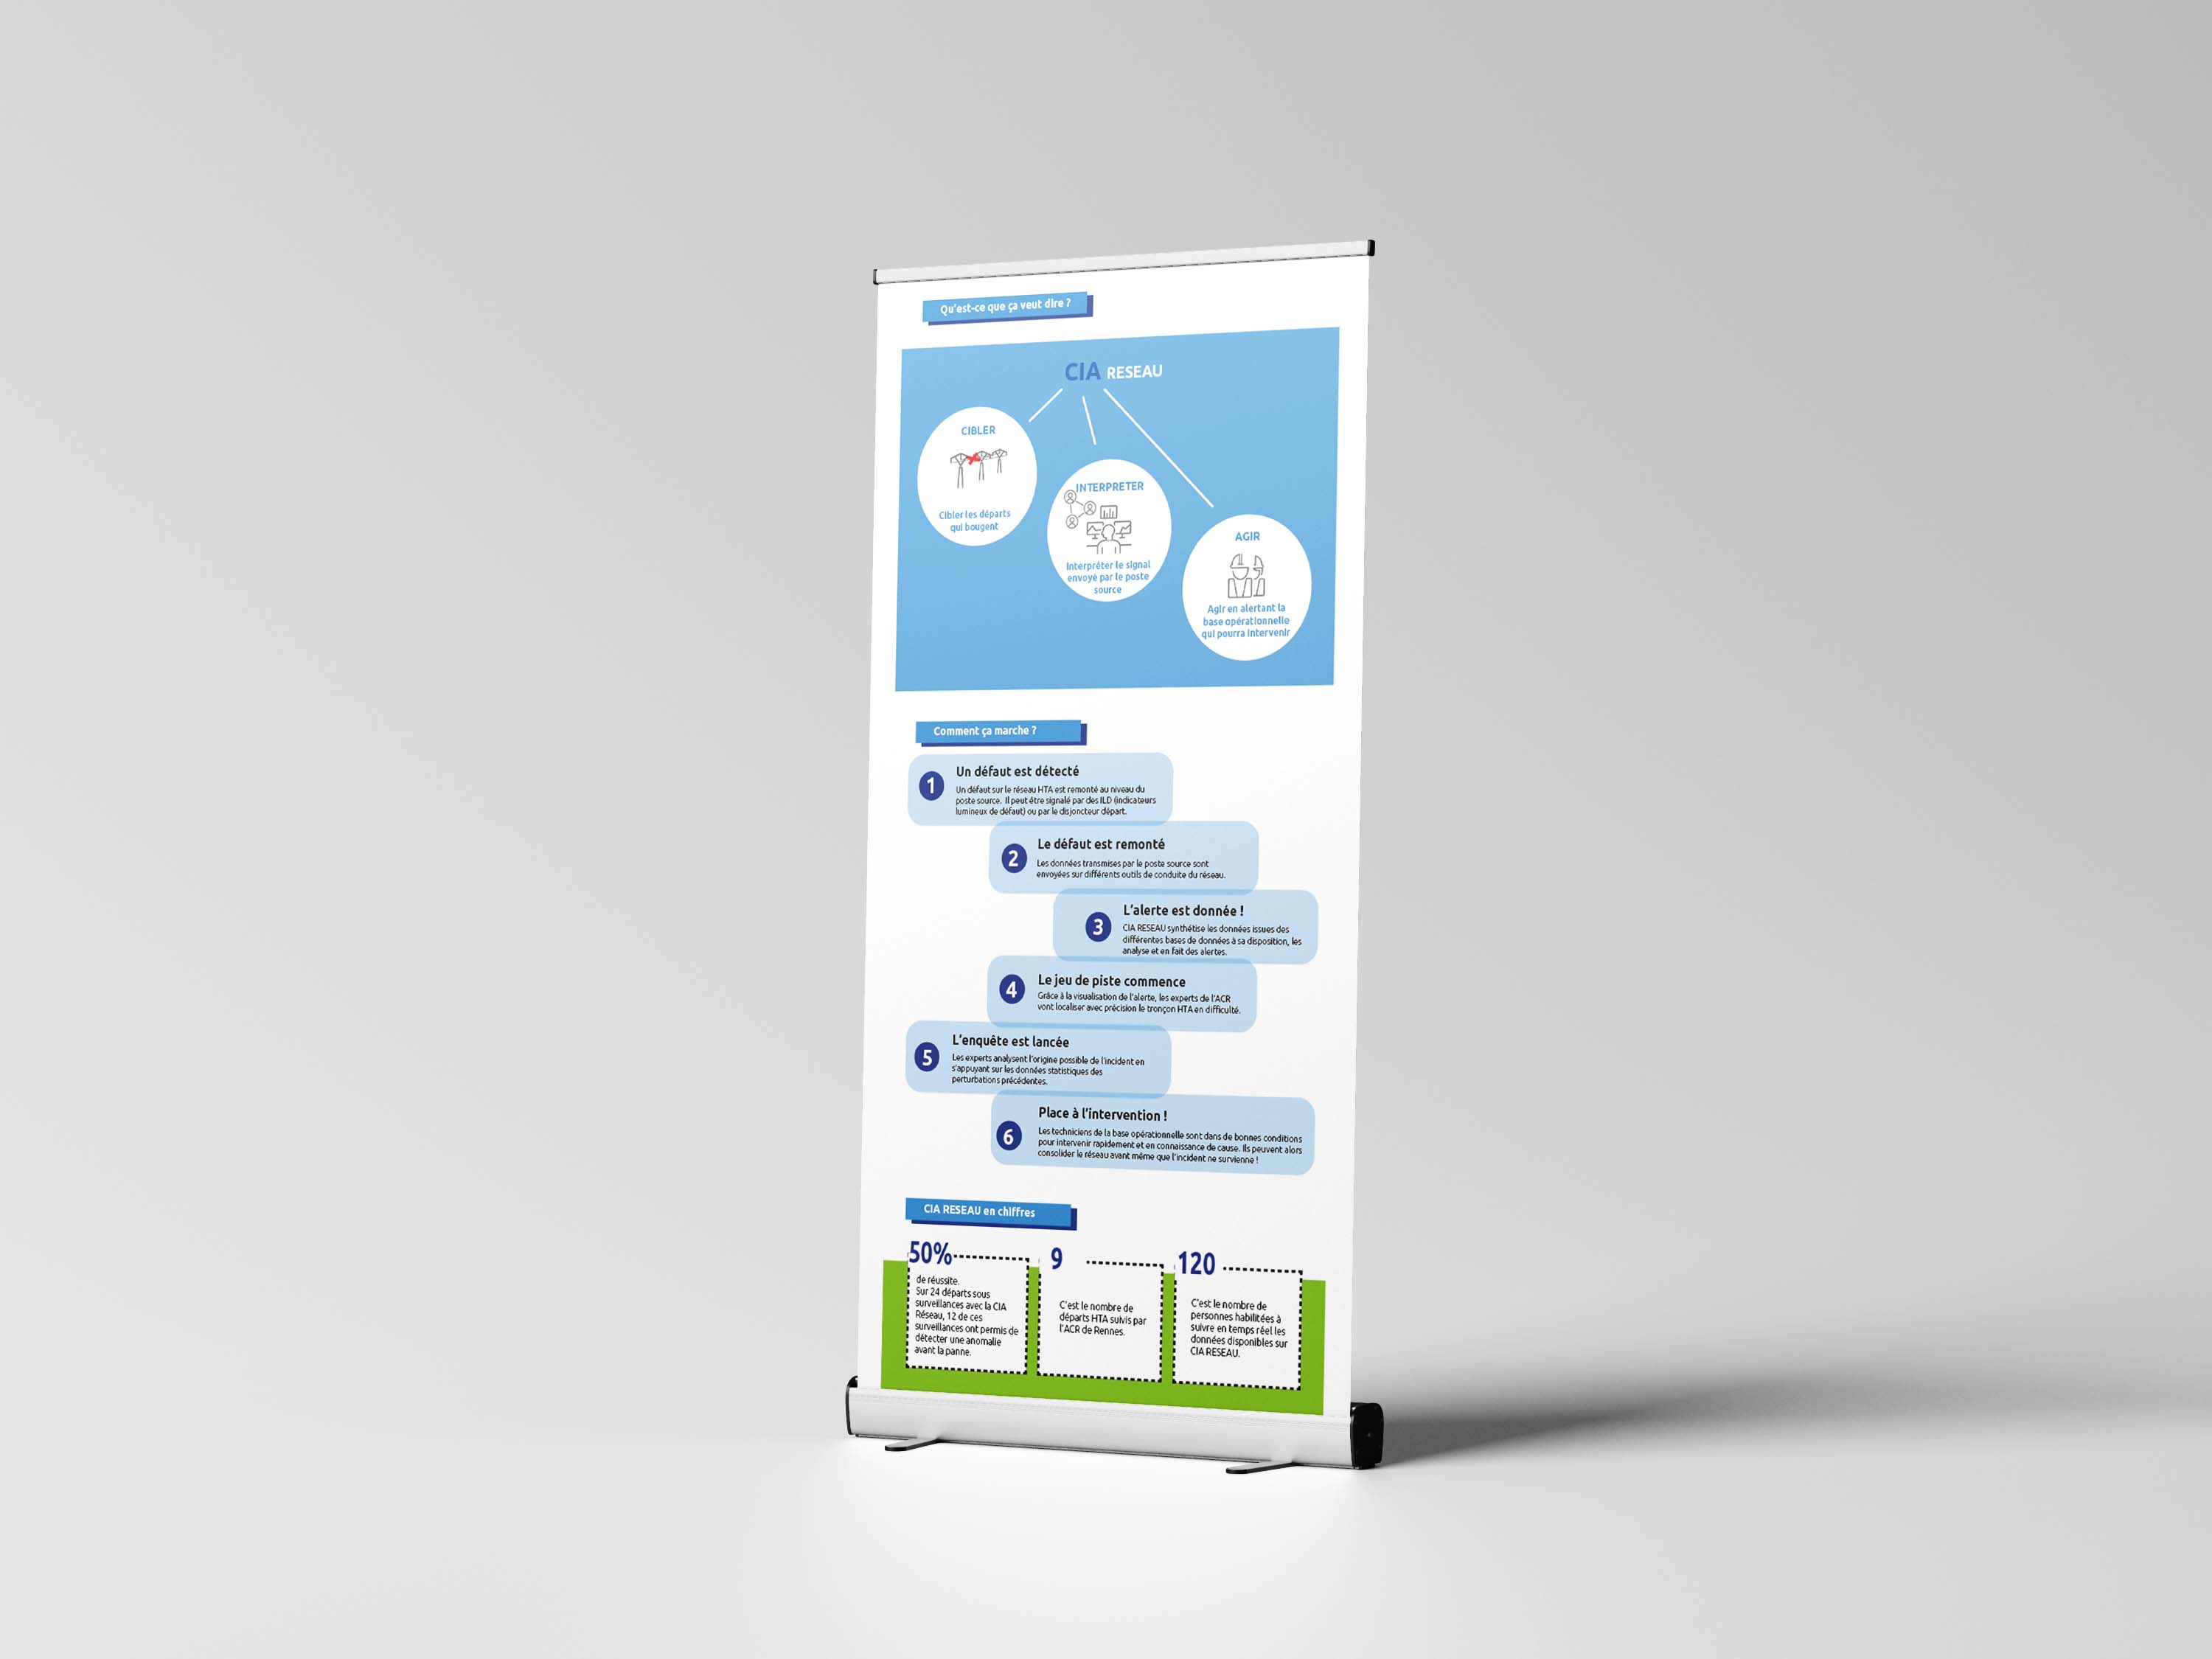 Qu'est-ce que ça veut dire ?
CIA RESEAU
CIBLER
Cibler les départs
qui bougent
INTERPRETER
Interpréter le signal
envoyé par le poste
source
AGIR
Agir en alertant la
base opérationnelle
qui pourra intervenir
Comment ça marche ?
1
Un défaut est détecté
Un défaut sur le réseau HTA est remonté au niveau du
poste source. Il peut être signalé par des ILD (indicateurs
lumineux de défaut) ou par le disjoncteur départ.
2
Le défaut est remonté
Les données transmises par le poste source sont
envoyées sur différents outils de conduite du réseau.
3
L'alerte est donnée !
CIA RESEAU synthétise les données issues des
différentes bases de données à sa disposition, les
analyse et en fait des alertes.
4
Le jeu de piste commence
Grâce à la visualisation de l'alerte, les experts de l'ACR
vont localiser avec précision le tronçon HTA en difficulté.
5
L'enquête est lancée
Les experts analysent l'origine possible de l'incident en
s'appuyant sur les données statistiques des
perturbations précédentes.
6
Place à l'intervention !
Les techniciens de la base opérationnelle sont dans de bonnes conditions
pour intervenir rapidement et en connaissance de cause. Ils peuvent alors
consolider le réseau avant même que l'incident ne survienne !
CIA RESEAU en chiffres
50%
de réussite.
Sur 24 départs sous
surveillances avec la CIA
Réseau, 12 de ces
surveillances ont permis de
détecter une anomalie
avant la panne.
9
C'est le nombre de
départs HTA suivis par
l'ACR de Rennes.
120
C'est le nombre de
personnes habilitées à
suivre en temps réel les
données disponibles sur
CIA RESEAU.